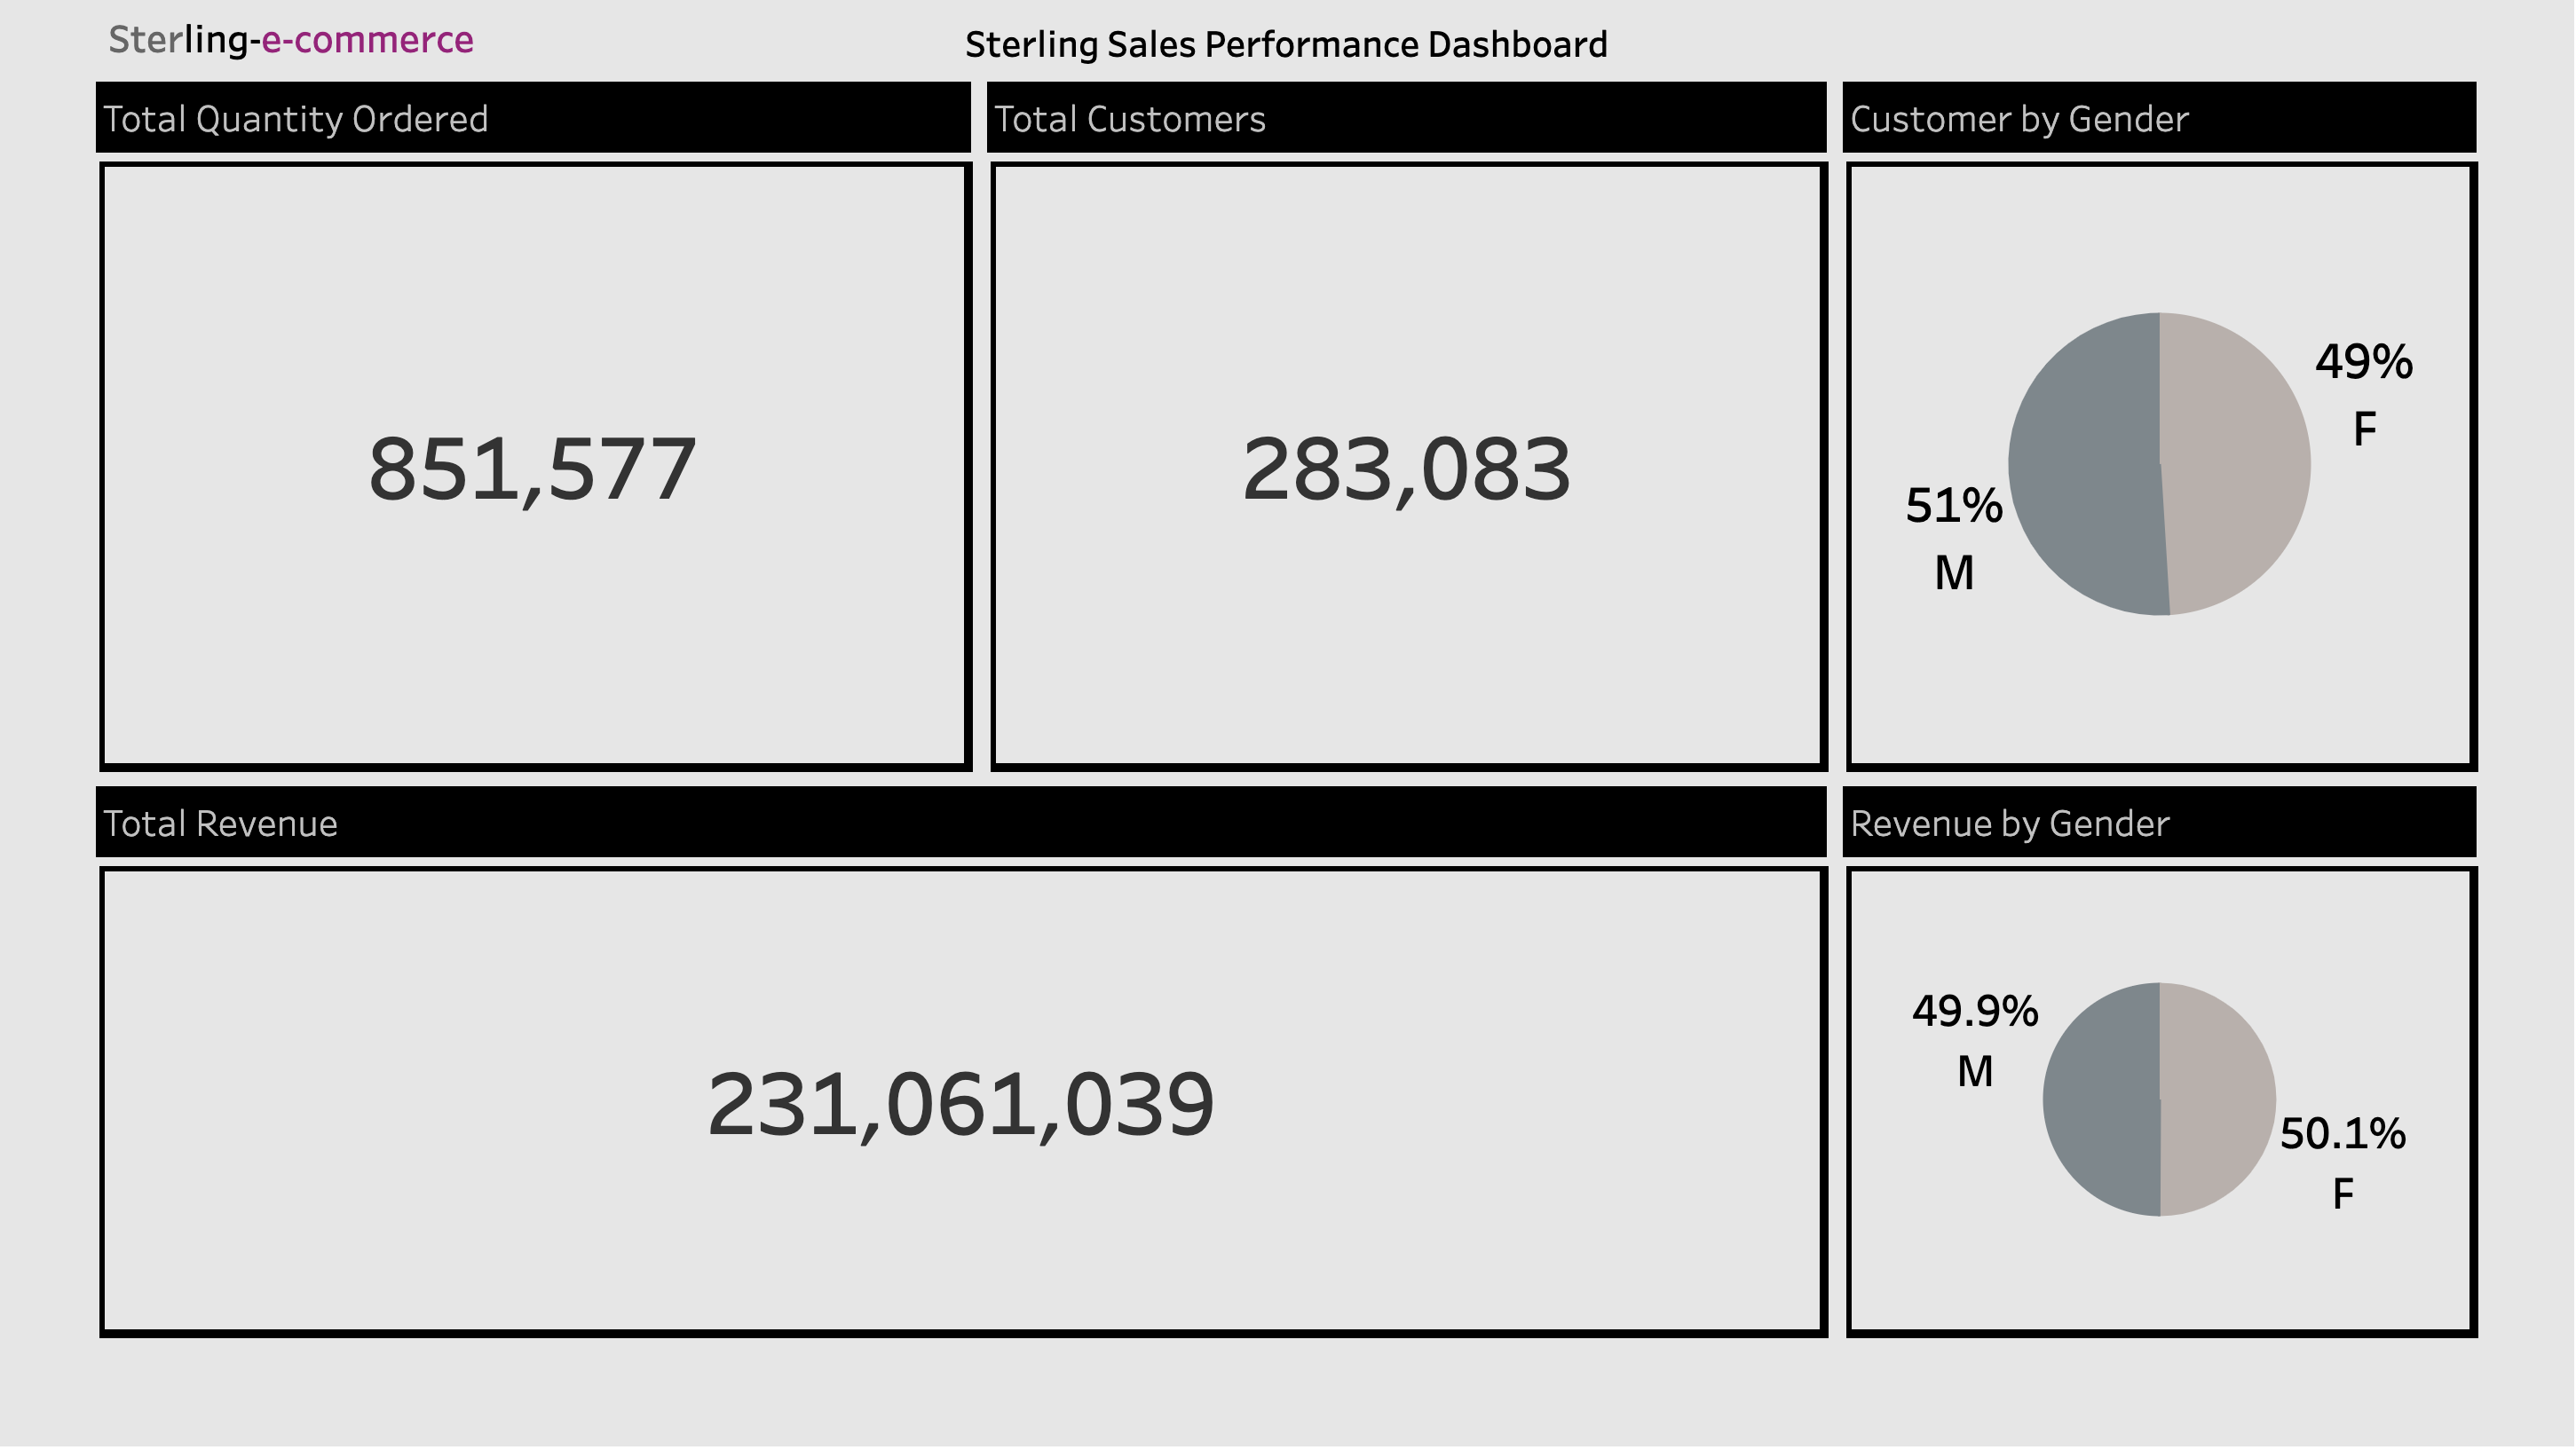 Sterling-e-commerce
Sterling Sales Performance Dashboard
Total Quantity Ordered
Total Customers
Customer by Gender
851,577
283,083
49%
F
51%
M
Total Revenue
Revenue by Gender
231,061,039
49.9%
M
50.1%
F